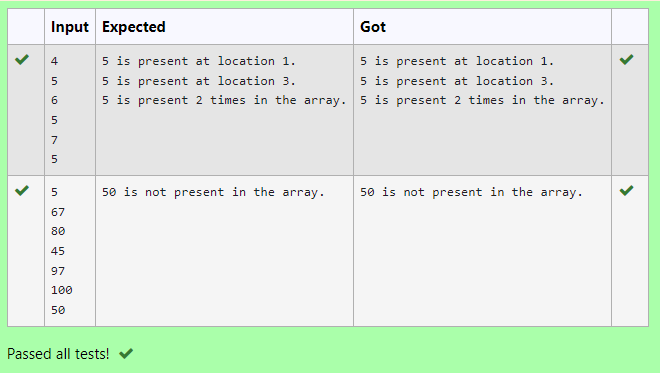 Input Expected Got
4 5 is present at location 1. 5 is present at location 1.
5 5 is present at location 3. 5 is present at location 3.
6 5 is present 2 times in the array. 5 is present 2 times in the array.
5
7
5
5 50 is not present in the array. 50 is not present in the array.
67
80
45
97
100
50
Passed all tests!